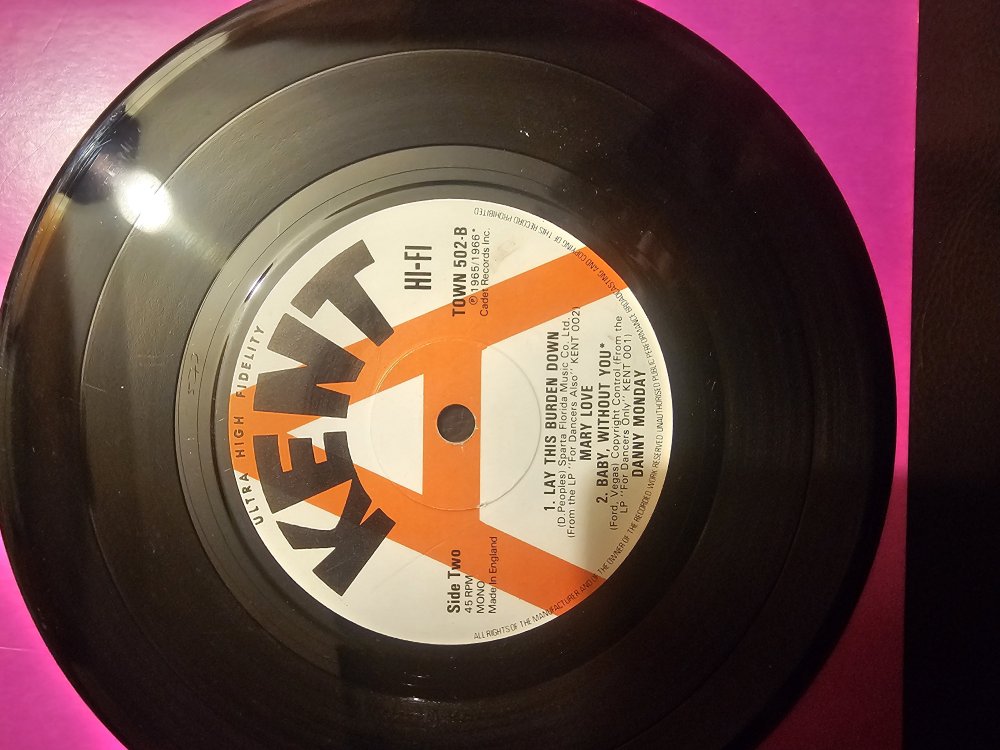 ULTRA HIGH FIDELITY
KENT
HI-FI
Side Two
45 RPM
MONO
Made in England
TOWN 502-B
℗ 1965/1966*
Cadet Records Inc.
1. LAY THIS BURDEN DOWN
(D. Peoples) Sparta Florida Music Co. Ltd.
(From the LP "For Dancers Also" KENT 002)
MARY LOVE
2. BABY, WITHOUT YOU*
(Ford, Vegas) Copyright Control (From the
LP "For Dancers Only" KENT 001)
DANNY MONDAY
ALL RIGHTS OF THE MANUFACTURER AND OF THE OWNER OF THE RECORDED WORK RESERVED UNAUTHORISED PUBLIC PERFORMANCE BROADCASTING AND COPYING OF THIS RECORD PROHIBITED